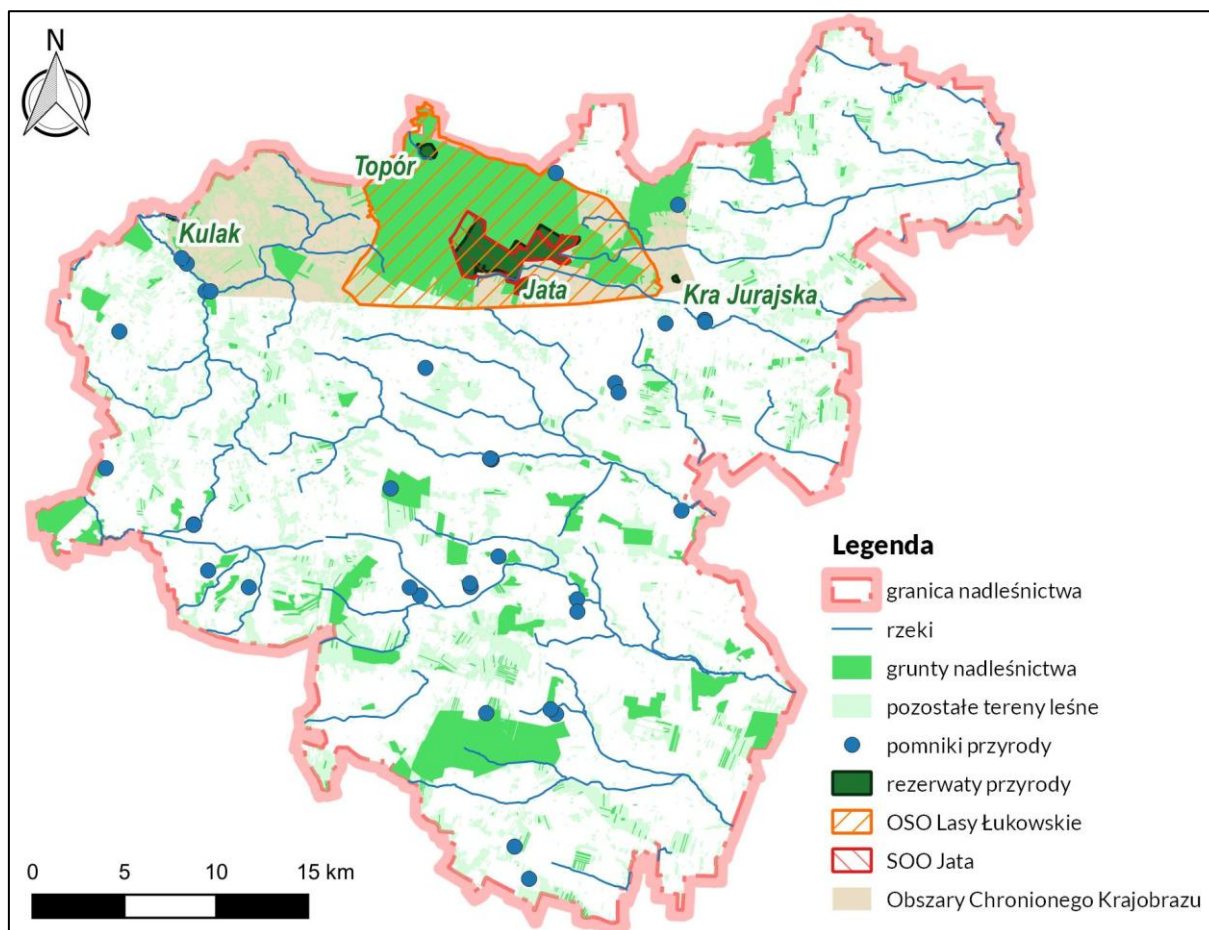 N
Topór
Kulak
Jata
Kra Jurajska
Legenda
granica nadleśnictwa
rzeki
grunty nadleśnictwa
pozostałe tereny leśne
pomniki przyrody
rezerwaty przyrody
OSO Lasy Łukowskie
SOO Jata
Obszary Chronionego Krajobrazu
0 5 10 15 km